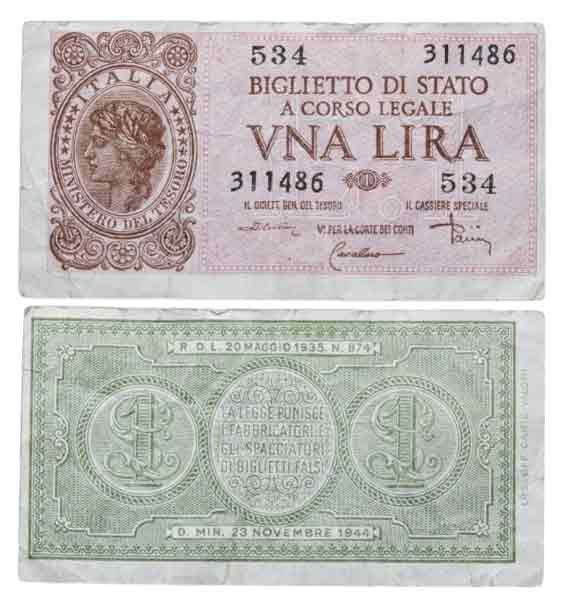 534 311486
BIGLIETTO DI STATO
A CORSO LEGALE
VNA LIRA
311486 534
IL DIRETT. GEN. DEL TESORO IL CASSIERE SPECIALE
Vº PER LA CORTE DEI CONTI
Cavallaro
ITALIA
MINISTERO DEL TESORO
R. D. L. 20 MAGGIO 1935. N. 874
LA LEGGE PUNISCE
I FABBRICATORI E
GLI SPACCIATORI
DI BIGLIETTI FALSI
D. MIN. 23 NOVEMBRE 1944